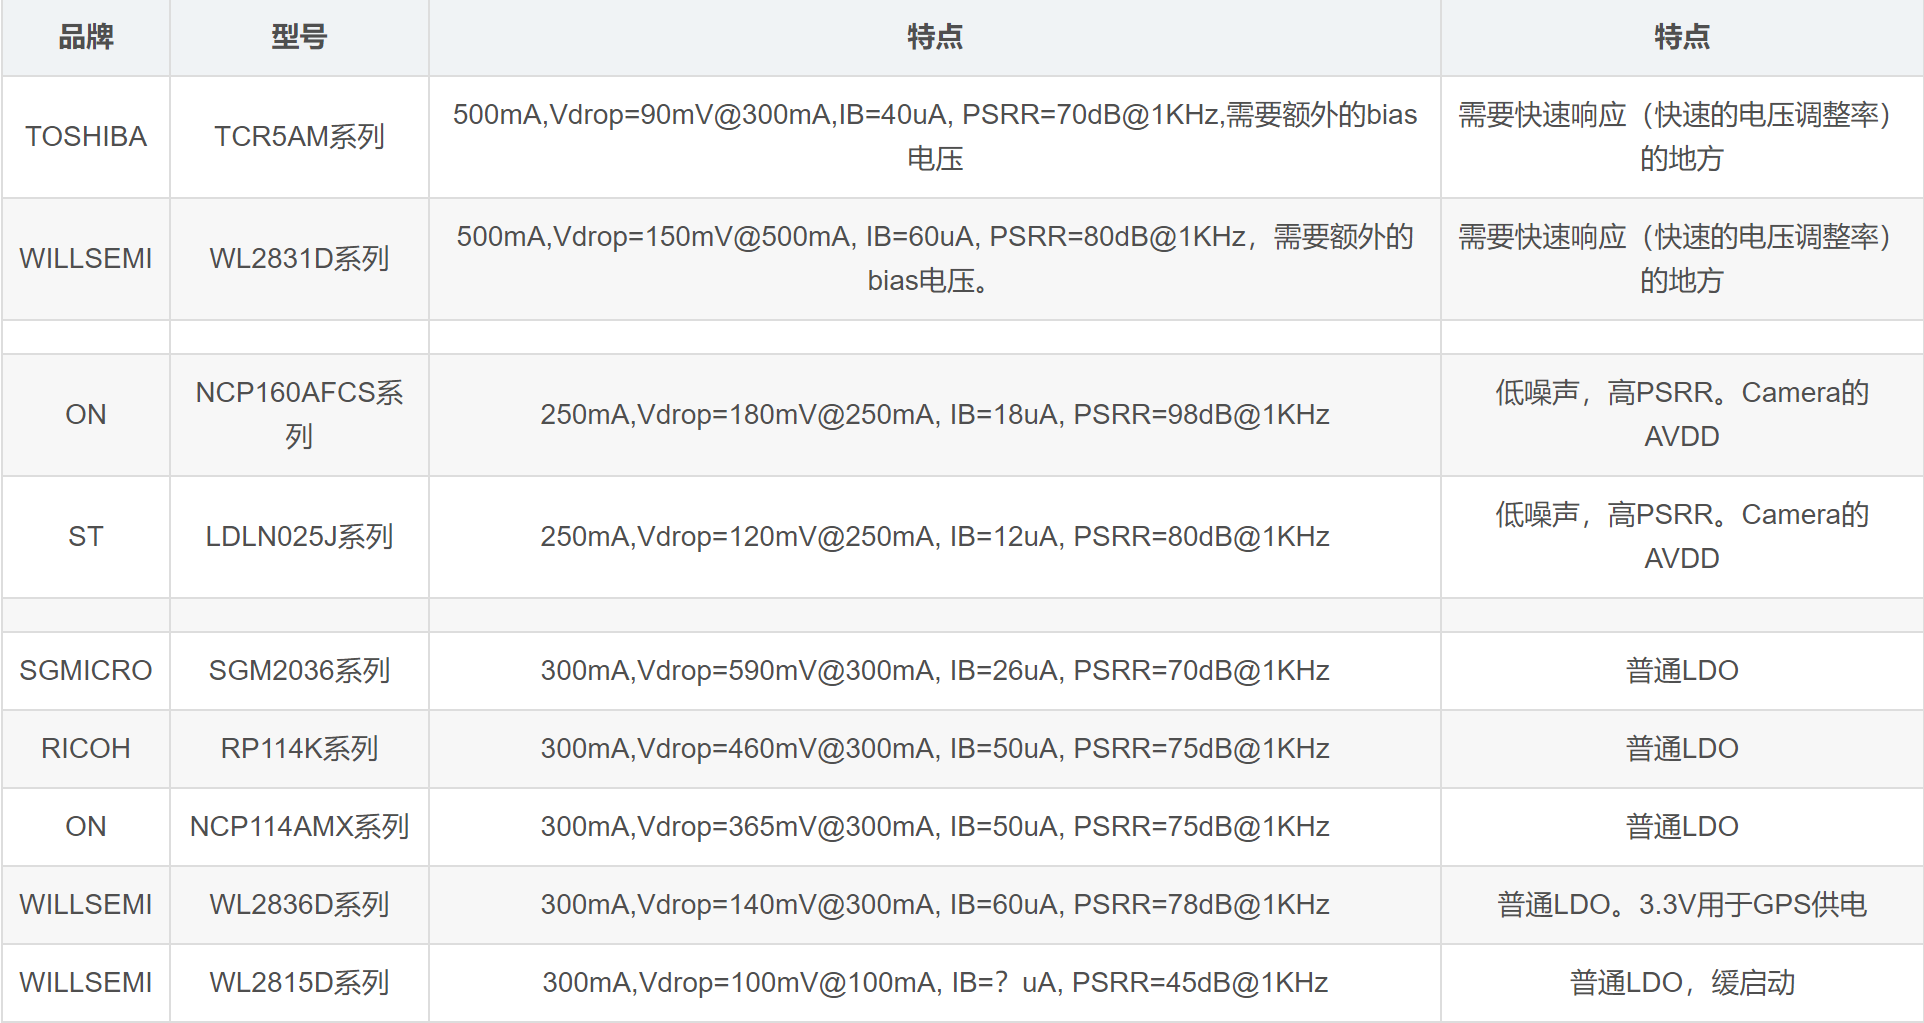 品牌 型号 特点 特点
TOSHIBA TCR5AM系列 500mA,Vdrop=90mV@300mA,IB=40uA, PSRR=70dB@1KHz,需要额外的bias
电压 需要快速响应（快速的电压调整率）
的地方
WILLSEMI WL2831D系列 500mA,Vdrop=150mV@500mA, IB=60uA, PSRR=80dB@1KHz，需要额外的
bias电压。 需要快速响应（快速的电压调整率）
的地方
ON NCP160AFCS系
列 250mA,Vdrop=180mV@250mA, IB=18uA, PSRR=98dB@1KHz 低噪声，高PSRR。Camera的
AVDD
ST LDLN025J系列 250mA,Vdrop=120mV@250mA, IB=12uA, PSRR=80dB@1KHz 低噪声，高PSRR。Camera的
AVDD
SGMICRO SGM2036系列 300mA,Vdrop=590mV@300mA, IB=26uA, PSRR=70dB@1KHz 普通LDO
RICOH RP114K系列 300mA,Vdrop=460mV@300mA, IB=50uA, PSRR=75dB@1KHz 普通LDO
ON NCP114AMX系列 300mA,Vdrop=365mV@300mA, IB=50uA, PSRR=75dB@1KHz 普通LDO
WILLSEMI WL2836D系列 300mA,Vdrop=140mV@300mA, IB=60uA, PSRR=78dB@1KHz 普通LDO。3.3V用于GPS供电
WILLSEMI WL2815D系列 300mA,Vdrop=100mV@100mA, IB=？uA, PSRR=45dB@1KHz 普通LDO，缓启动